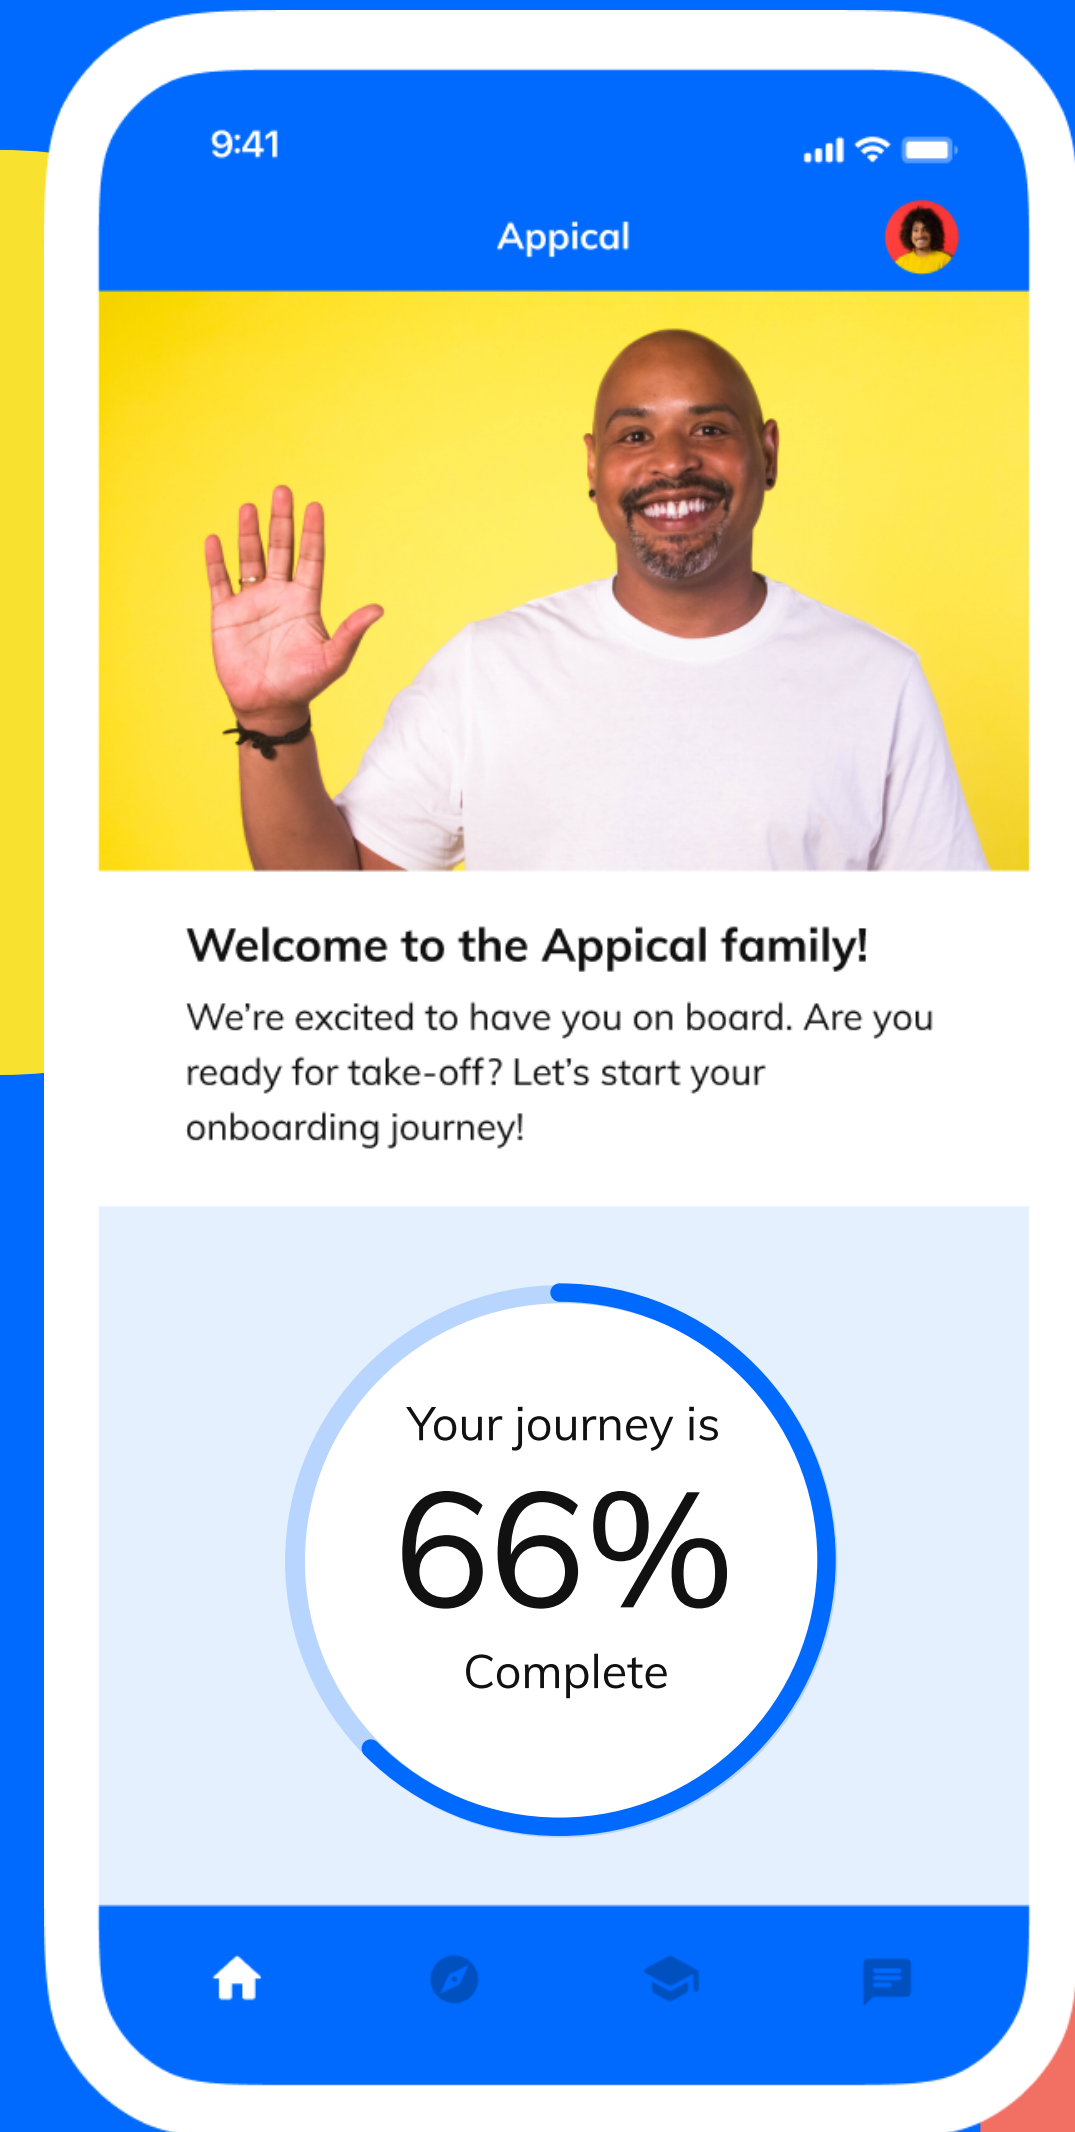 9:41
Appical
Welcome to the Appical family!
We’re excited to have you on board. Are you
ready for take-off? Let’s start your
onboarding journey!
Your journey is
66%
Complete